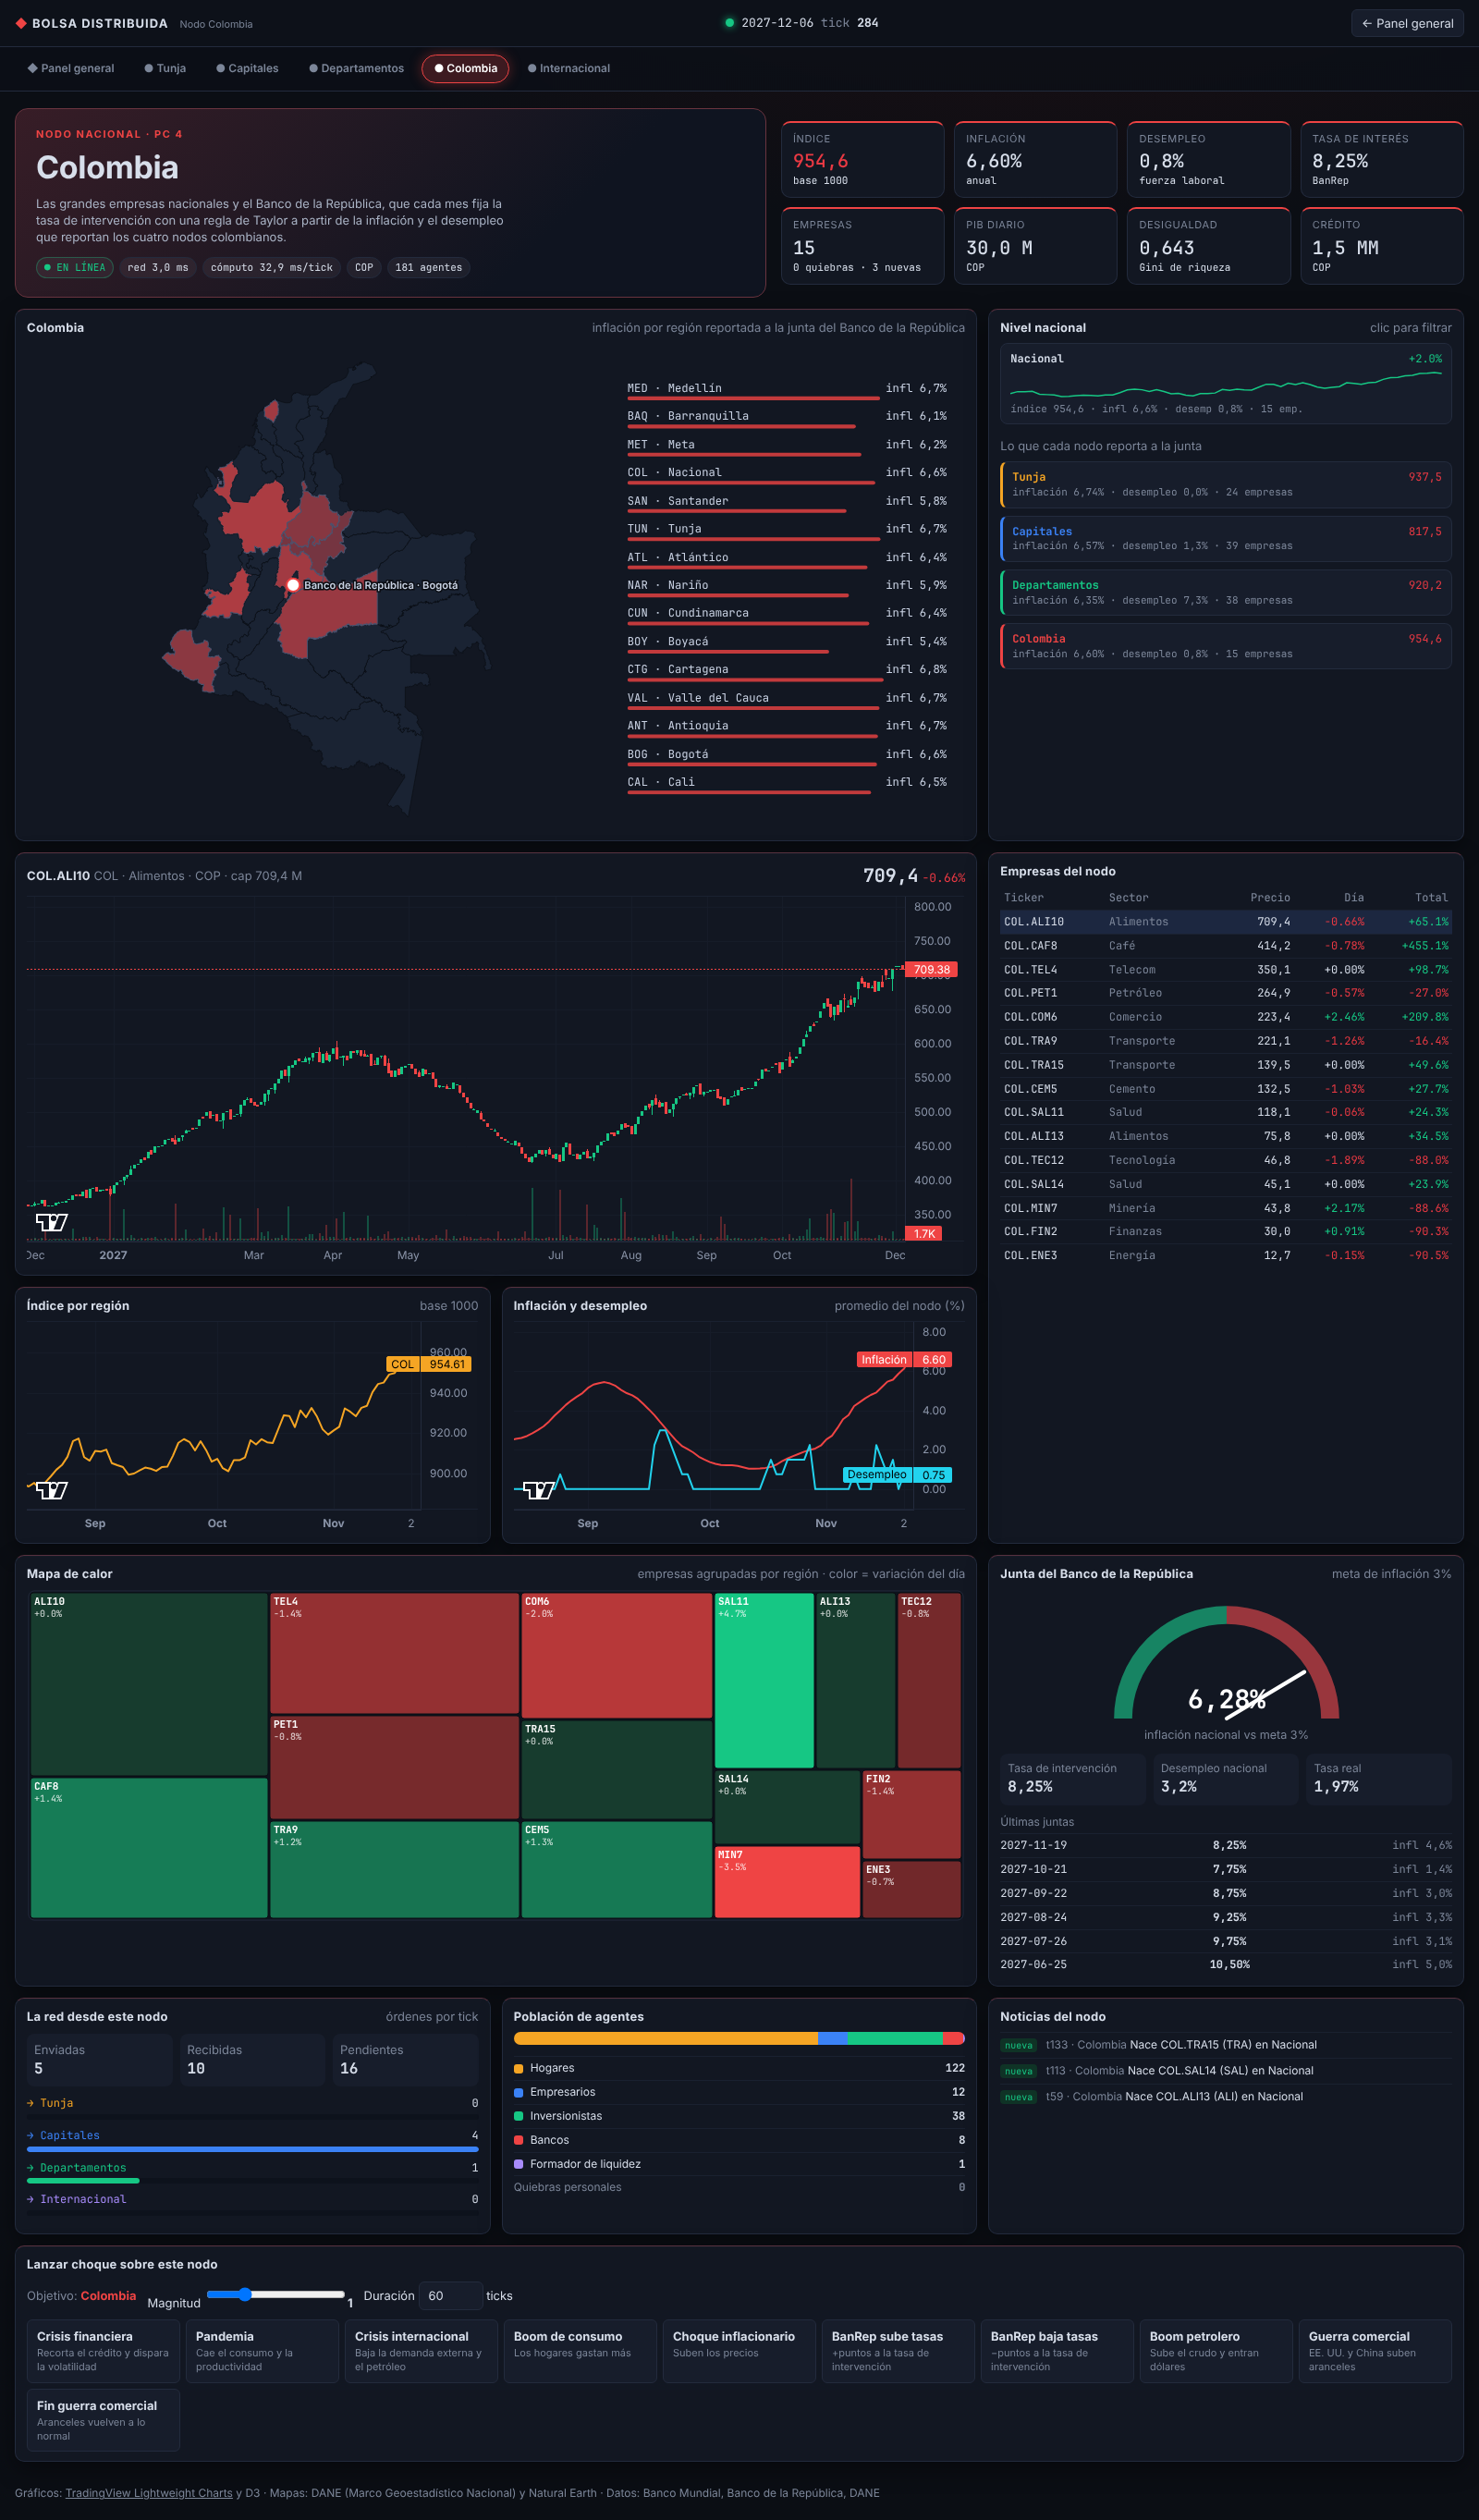 ◆ BOLSA DISTRIBUIDA Nodo Colombia
● 2027-12-06 tick 284
← Panel general
◆ Panel general ● Tunja ● Capitales ● Departamentos ● Colombia ● Internacional
NODO NACIONAL · PC 4
Colombia
Las grandes empresas nacionales y el Banco de la República, que cada mes fija la
tasa de intervención con una regla de Taylor a partir de la inflación y el desempleo
que reportan los cuatro nodos colombianos.
● EN LÍNEA red 3,0 ms cómputo 32,9 ms/tick COP 181 agentes
ÍNDICE
954,6
base 1000
INFLACIÓN
6,60%
anual
DESEMPLEO
0,8%
fuerza laboral
TASA DE INTERÉS
8,25%
BanRep
EMPRESAS
15
0 quiebras · 3 nuevas
PIB DIARIO
30,0 M
COP
DESIGUALDAD
0,643
Gini de riqueza
CRÉDITO
1,5 MM
COP
Colombia
inflación por región reportada a la junta del Banco de la República
Banco de la República · Bogotá
MED · Medellín infl 6,7%
BAQ · Barranquilla infl 6,1%
MET · Meta infl 6,2%
COL · Nacional infl 6,6%
SAN · Santander infl 5,8%
TUN · Tunja infl 6,7%
ATL · Atlántico infl 6,4%
NAR · Nariño infl 5,9%
CUN · Cundinamarca infl 6,4%
BOY · Boyacá infl 5,4%
CTG · Cartagena infl 6,8%
VAL · Valle del Cauca infl 6,7%
ANT · Antioquia infl 6,7%
BOG · Bogotá infl 6,6%
CAL · Cali infl 6,5%
Nivel nacional clic para filtrar
Nacional +2.0%
índice 954,6 · infl 6,6% · desemp 0,8% · 15 emp.
Lo que cada nodo reporta a la junta
Tunja 937,5
inflación 6,74% · desempleo 0,0% · 24 empresas
Capitales 817,5
inflación 6,57% · desempleo 1,3% · 39 empresas
Departamentos 920,2
inflación 6,35% · desempleo 7,3% · 38 empresas
Colombia 954,6
inflación 6,60% · desempleo 0,8% · 15 empresas
COL.ALI10 COL · Alimentos · COP · cap 709,4 M
709,4 -0.66%
800.00
750.00
709.38
650.00
600.00
550.00
500.00
450.00
400.00
350.00
1.7K
Dec 2027 Mar Apr May Jul Aug Sep Oct Dec
Empresas del nodo
Ticker Sector Precio Día Total
COL.ALI10 Alimentos 709,4 -0.66% +65.1%
COL.CAF8 Café 414,2 -0.78% +455.1%
COL.TEL4 Telecom 350,1 +0.00% +98.7%
COL.PET1 Petróleo 264,9 -0.57% -27.0%
COL.COM6 Comercio 223,4 +2.46% +209.8%
COL.TRA9 Transporte 221,1 -1.26% -16.4%
COL.TRA15 Transporte 139,5 +0.00% +49.6%
COL.CEM5 Cemento 132,5 -1.03% +27.7%
COL.SAL11 Salud 118,1 -0.06% +24.3%
COL.ALI13 Alimentos 75,8 +0.00% +34.5%
COL.TEC12 Tecnología 46,8 -1.89% -88.0%
COL.SAL14 Salud 45,1 +0.00% +23.9%
COL.MIN7 Minería 43,8 +2.17% -88.6%
COL.FIN2 Finanzas 30,0 +0.91% -90.3%
COL.ENE3 Energía 12,7 -0.15% -90.5%
Índice por región base 1000
960.00
COL 954.61
940.00
920.00
900.00
Sep Oct Nov 2
Inflación y desempleo promedio del nodo (%)
8.00
Inflación 6.60
6.00
4.00
2.00
Desempleo 0.75
0.00
Sep Oct Nov 2
Mapa de calor
empresas agrupadas por región · color = variación del día
ALI10
+0.0%
TEL4
-1.4%
COM6
-2.0%
SAL11
+4.7%
ALI13
+0.0%
TEC12
-0.8%
PET1
-0.8%
TRA15
+0.0%
CAF8
+1.4%
SAL14
+0.0%
FIN2
-1.4%
TRA9
+1.2%
CEM5
+1.3%
MIN7
-3.5%
ENE3
-0.7%
Junta del Banco de la República meta de inflación 3%
6,28%
inflación nacional vs meta 3%
Tasa de intervención
8,25%
Desempleo nacional
3,2%
Tasa real
1,97%
Últimas juntas
2027-11-19 8,25% infl 4,6%
2027-10-21 7,75% infl 1,4%
2027-09-22 8,75% infl 3,0%
2027-08-24 9,25% infl 3,3%
2027-07-26 9,75% infl 3,1%
2027-06-25 10,50% infl 5,0%
La red desde este nodo órdenes por tick
Enviadas
5
Recibidas
10
Pendientes
16
→ Tunja 0
→ Capitales 4
→ Departamentos 1
→ Internacional 0
Población de agentes
Hogares 122
Empresarios 12
Inversionistas 38
Bancos 8
Formador de liquidez 1
Quiebras personales 0
Noticias del nodo
nueva t133 · Colombia Nace COL.TRA15 (TRA) en Nacional
nueva t113 · Colombia Nace COL.SAL14 (SAL) en Nacional
nueva t59 · Colombia Nace COL.ALI13 (ALI) en Nacional
Lanzar choque sobre este nodo
Objetivo: Colombia Magnitud 1 Duración 60 ticks
Crisis financiera
Recorta el crédito y dispara
la volatilidad
Pandemia
Cae el consumo y la
productividad
Crisis internacional
Baja la demanda externa y
el petróleo
Boom de consumo
Los hogares gastan más
Choque inflacionario
Suben los precios
BanRep sube tasas
+puntos a la tasa de
intervención
BanRep baja tasas
−puntos a la tasa de
intervención
Boom petrolero
Sube el crudo y entran
dólares
Guerra comercial
EE. UU. y China suben
aranceles
Fin guerra comercial
Aranceles vuelven a lo
normal
Gráficos: TradingView Lightweight Charts y D3 · Mapas: DANE (Marco Geoestadístico Nacional) y Natural Earth · Datos: Banco Mundial, Banco de la República, DANE